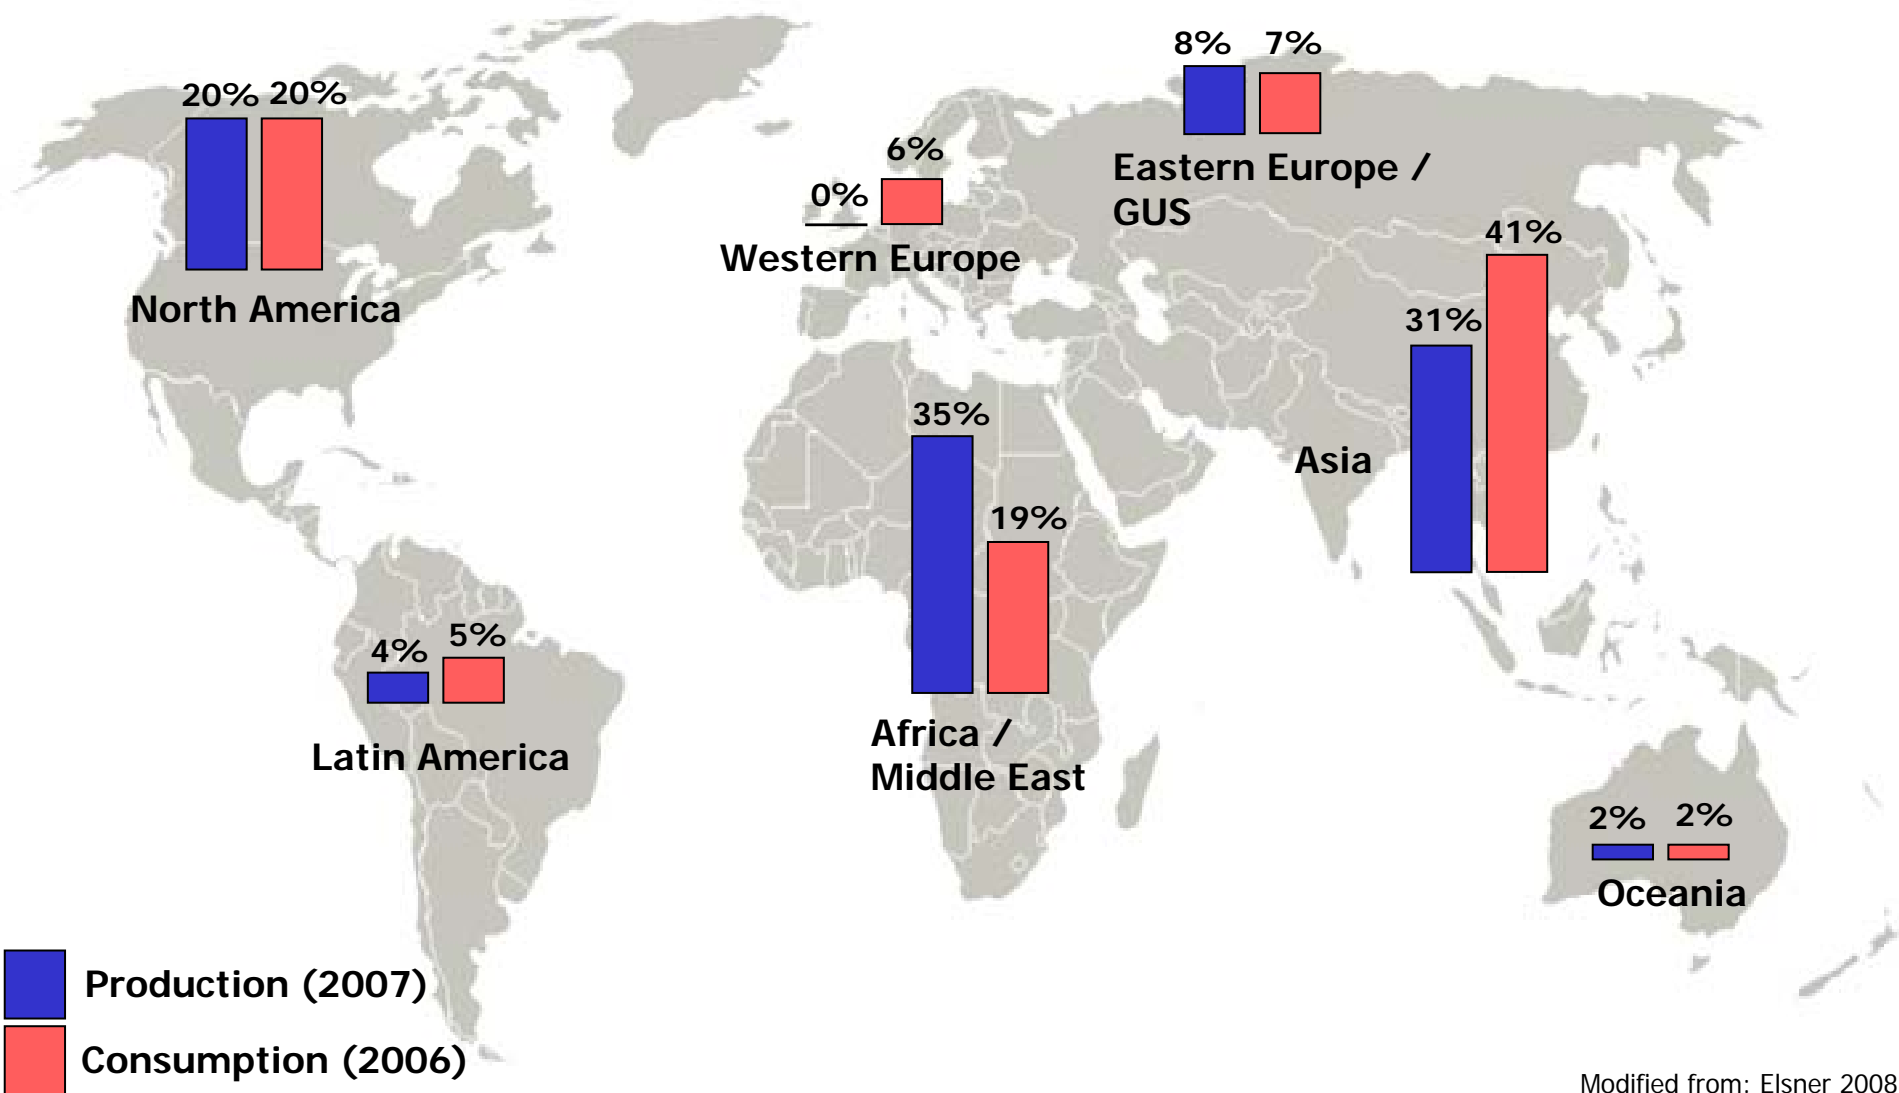 8% 7%
20% 20%
6%
Eastern Europe /
GUS
0%
41%
Western Europe
North America
31%
35%
Asia
19%
4% 5%
Africa /
Middle East
Latin America
2% 2%
Oceania
Production (2007)
Consumption (2006)
Modified from: Elsner 2008